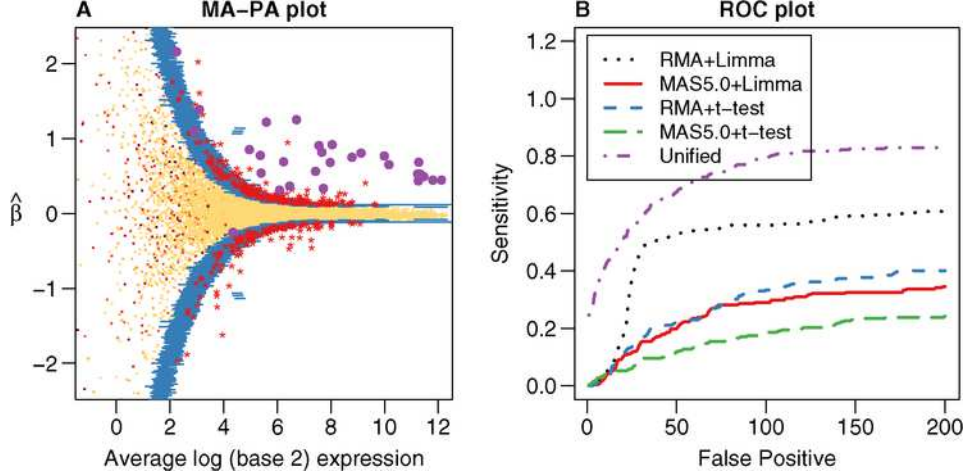 A MA−PA plot
2
1
0
−1
−2
β̂
0 2 4 6 8 10 12
Average log (base 2) expression
B ROC plot
1.2
1.0
0.8
0.6
0.4
0.2
0.0
Sensitivity
RMA+Limma
MAS5.0+Limma
RMA+t−test
MAS5.0+t−test
Unified
0 50 100 150 200
False Positive